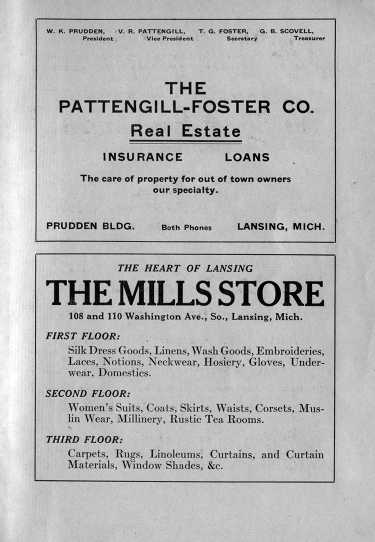 W. K. PRUDDEN, V. R. PATTENGILL, T. G. FOSTER, G. B. SCOVELL,
President Vice President Secretary Treasurer
THE
PATTENGILL-FOSTER CO.
Real Estate
INSURANCE LOANS
The care of property for out of town owners
our specialty.
PRUDDEN BLDG. Both Phones LANSING, MICH.
THE HEART OF LANSING
THE MILLS STORE
108 and 110 Washington Ave., So., Lansing, Mich.
FIRST FLOOR:
Silk Dress Goods, Linens, Wash Goods, Embroideries,
Laces, Notions, Neckwear, Hosiery, Gloves, Under-
wear, Domestics.
SECOND FLOOR:
Women's Suits, Coats, Skirts, Waists, Corsets, Mus-
lin Wear, Millinery, Rustic Tea Rooms.
THIRD FLOOR:
Carpets, Rugs, Linoleums, Curtains, and Curtain
Materials, Window Shades, &c.